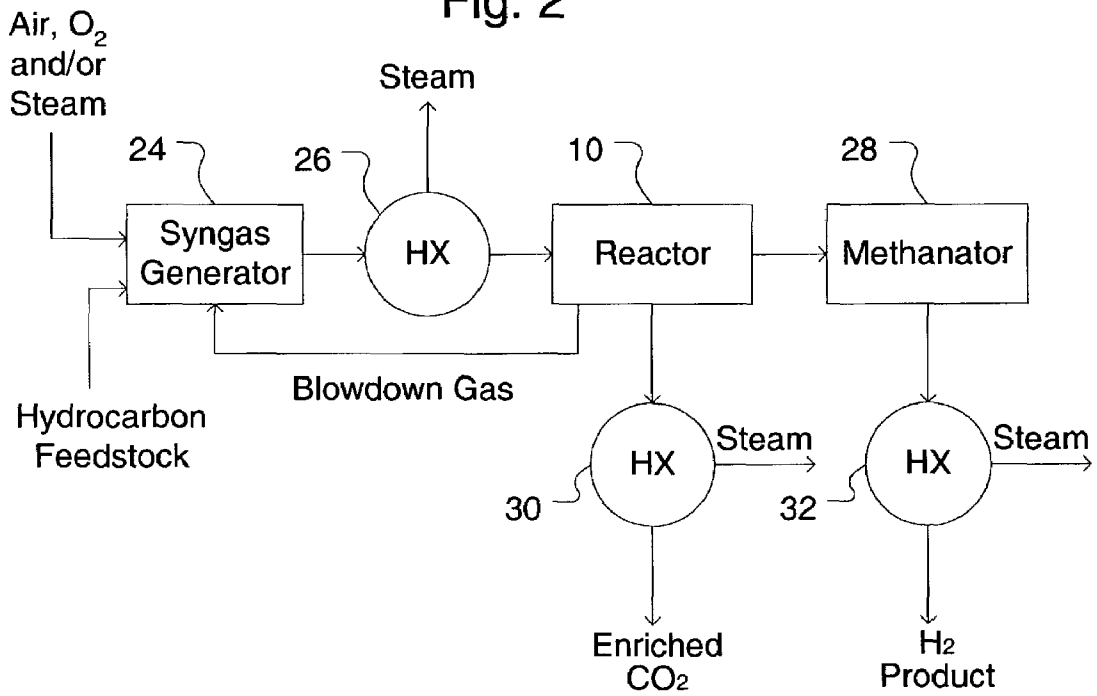 Fig. 2
Air, O₂
and/or
Steam
Steam
24
26
10
28
Syngas
Generator
HX
Reactor
Methanator
Blowdown Gas
Hydrocarbon
Feedstock
HX
Steam
30
HX
Steam
32
Enriched
CO₂
H₂
Product